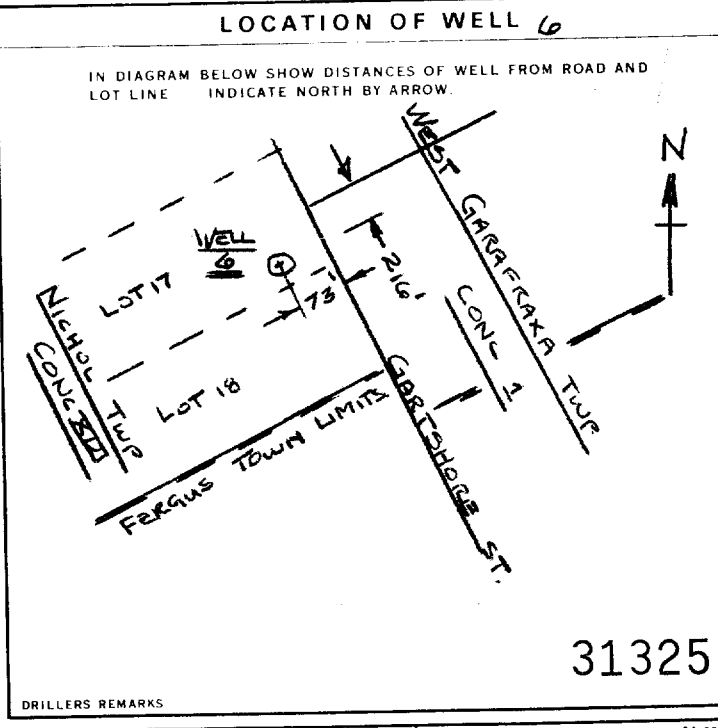 LOCATION OF WELL 6
IN DIAGRAM BELOW SHOW DISTANCES OF WELL FROM ROAD AND
LOT LINE INDICATE NORTH BY ARROW.
WEST GARAFRAXA TWP
N
WELL
6
LOT 17
73'
216'
CONC 1
NICHOL TWP
CONC
LOT 18
FERGUS TOWN LIMITS
GARTSHORE ST.
31325
DRILLERS REMARKS